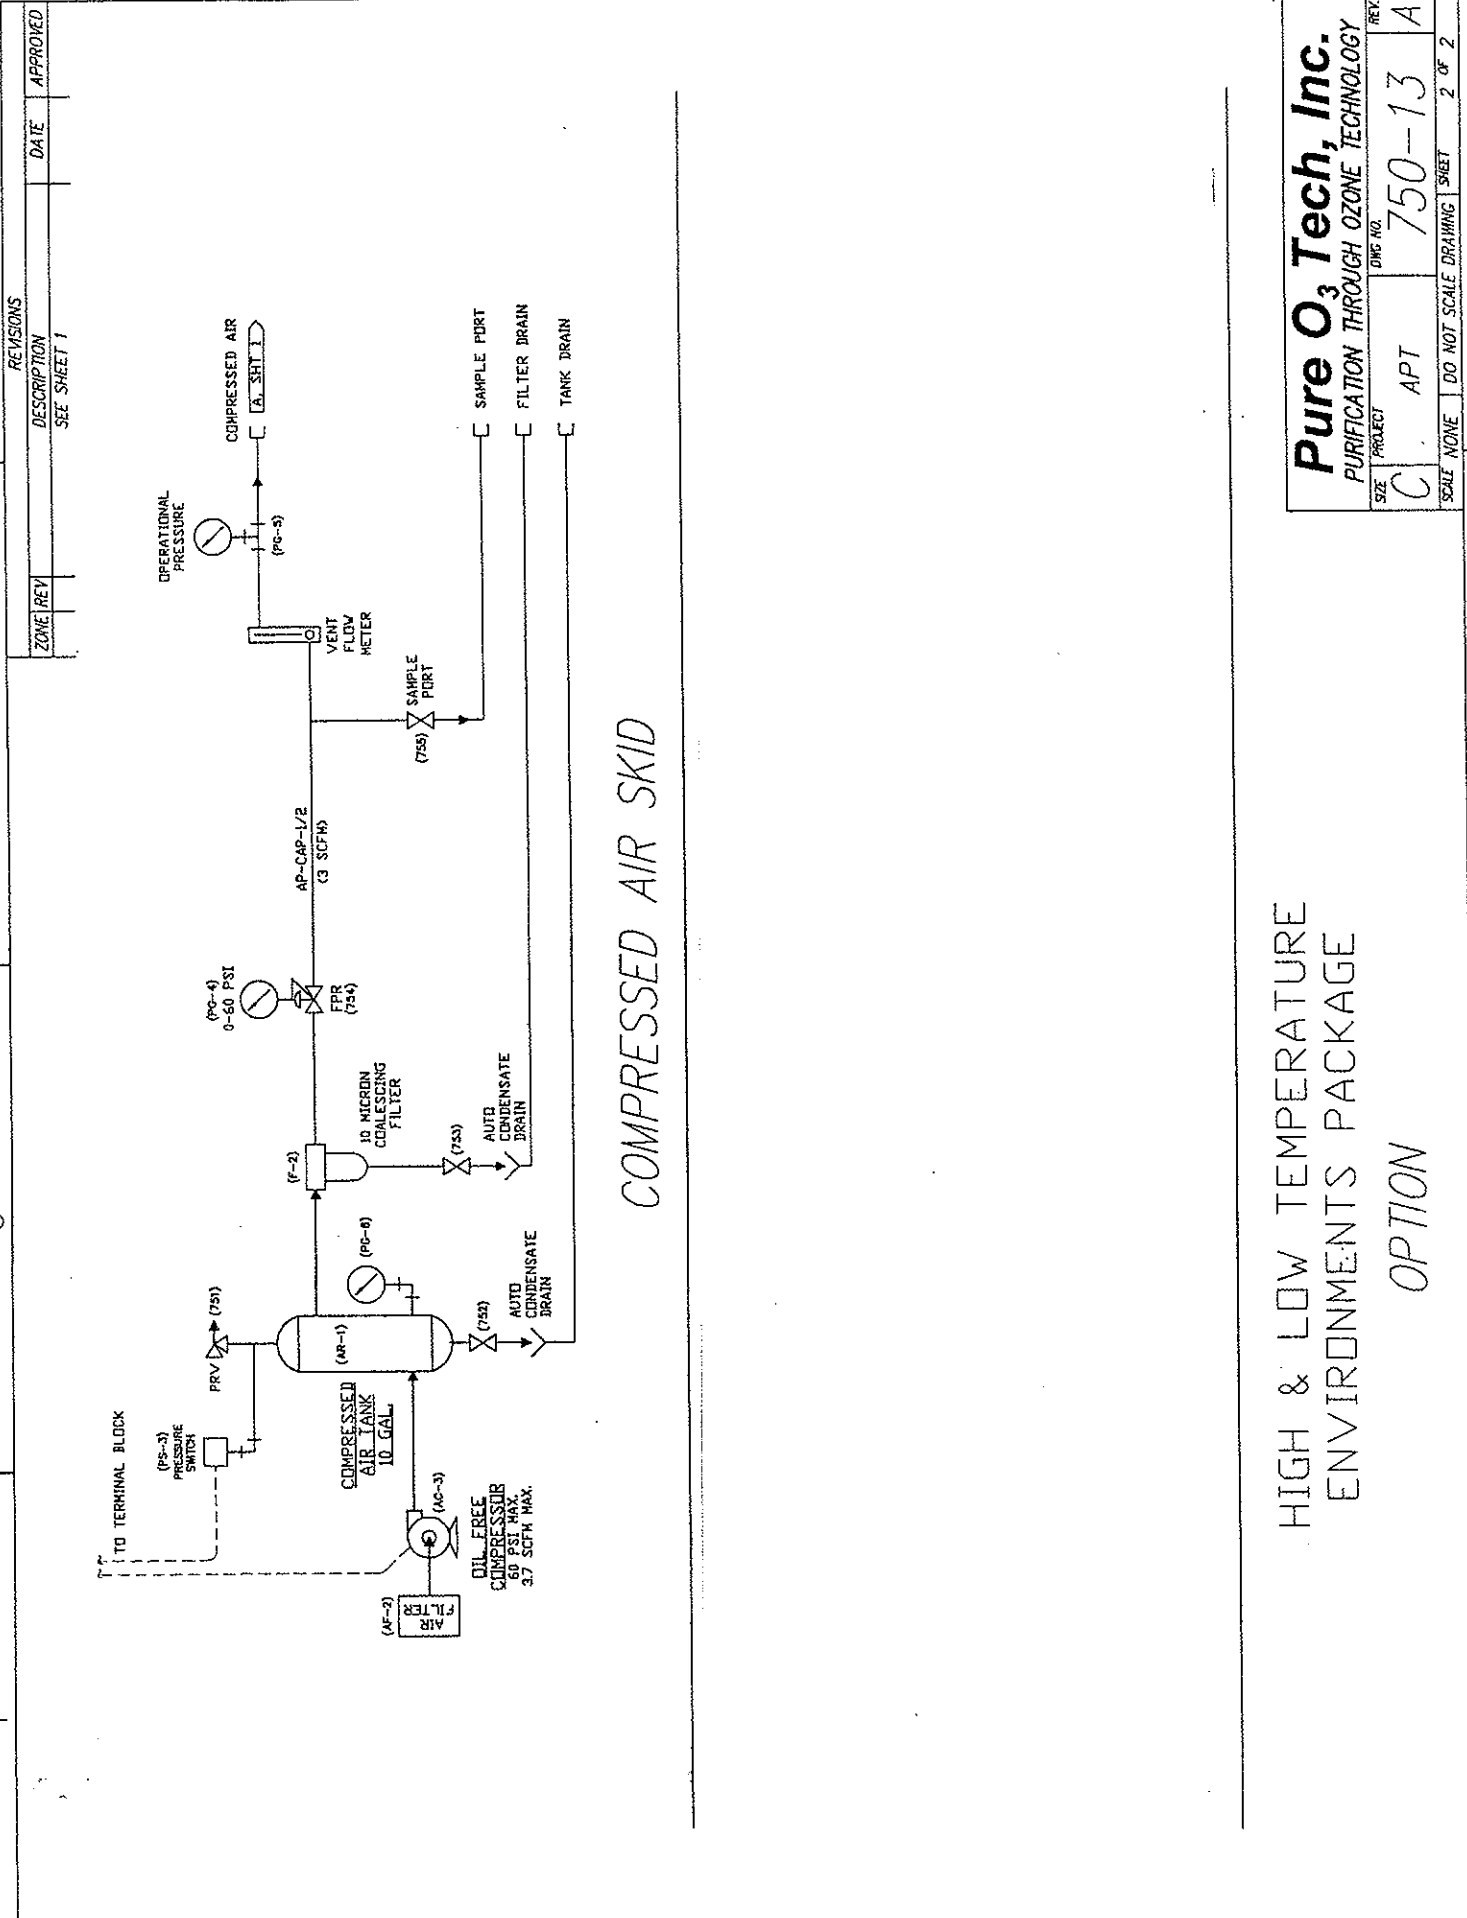 REVISIONS
ZONE REV DESCRIPTION DATE APPROVED
SEE SHEET 1
TO TERMINAL BLOCK
(PS-3)
PRESSURE
SWITCH
PRV
(751)
(AF-2)
AIR
FILTER
(AC-3)
OIL FREE
COMPRESSOR
60 PSI MAX.
3.7 SCFM MAX.
COMPRESSED
AIR TANK
10 GAL.
(AR-1)
(PG-6)
(752)
AUTO
CONDENSATE
DRAIN
(F-2)
10 MICRON
COALESCING
FILTER
(753)
AUTO
CONDENSATE
DRAIN
(PG-4)
0-60 PSI
FPR
(754)
AP-CAP-1/2
(3 SCFM)
(755)
SAMPLE
PORT
VENT
FLOW
METER
OPERATIONAL
PRESSURE
(PG-5)
COMPRESSED AIR
A, SHT 1
SAMPLE PORT
FILTER DRAIN
TANK DRAIN
COMPRESSED AIR SKID
HIGH & LOW TEMPERATURE
ENVIRONMENTS PACKAGE
OPTION
Pure O3 Tech, Inc.
PURIFICATION THROUGH OZONE TECHNOLOGY
SIZE PROJECT DWG NO. REV.
C APT 750-13 A
SCALE NONE DO NOT SCALE DRAWING SHEET 2 OF 2